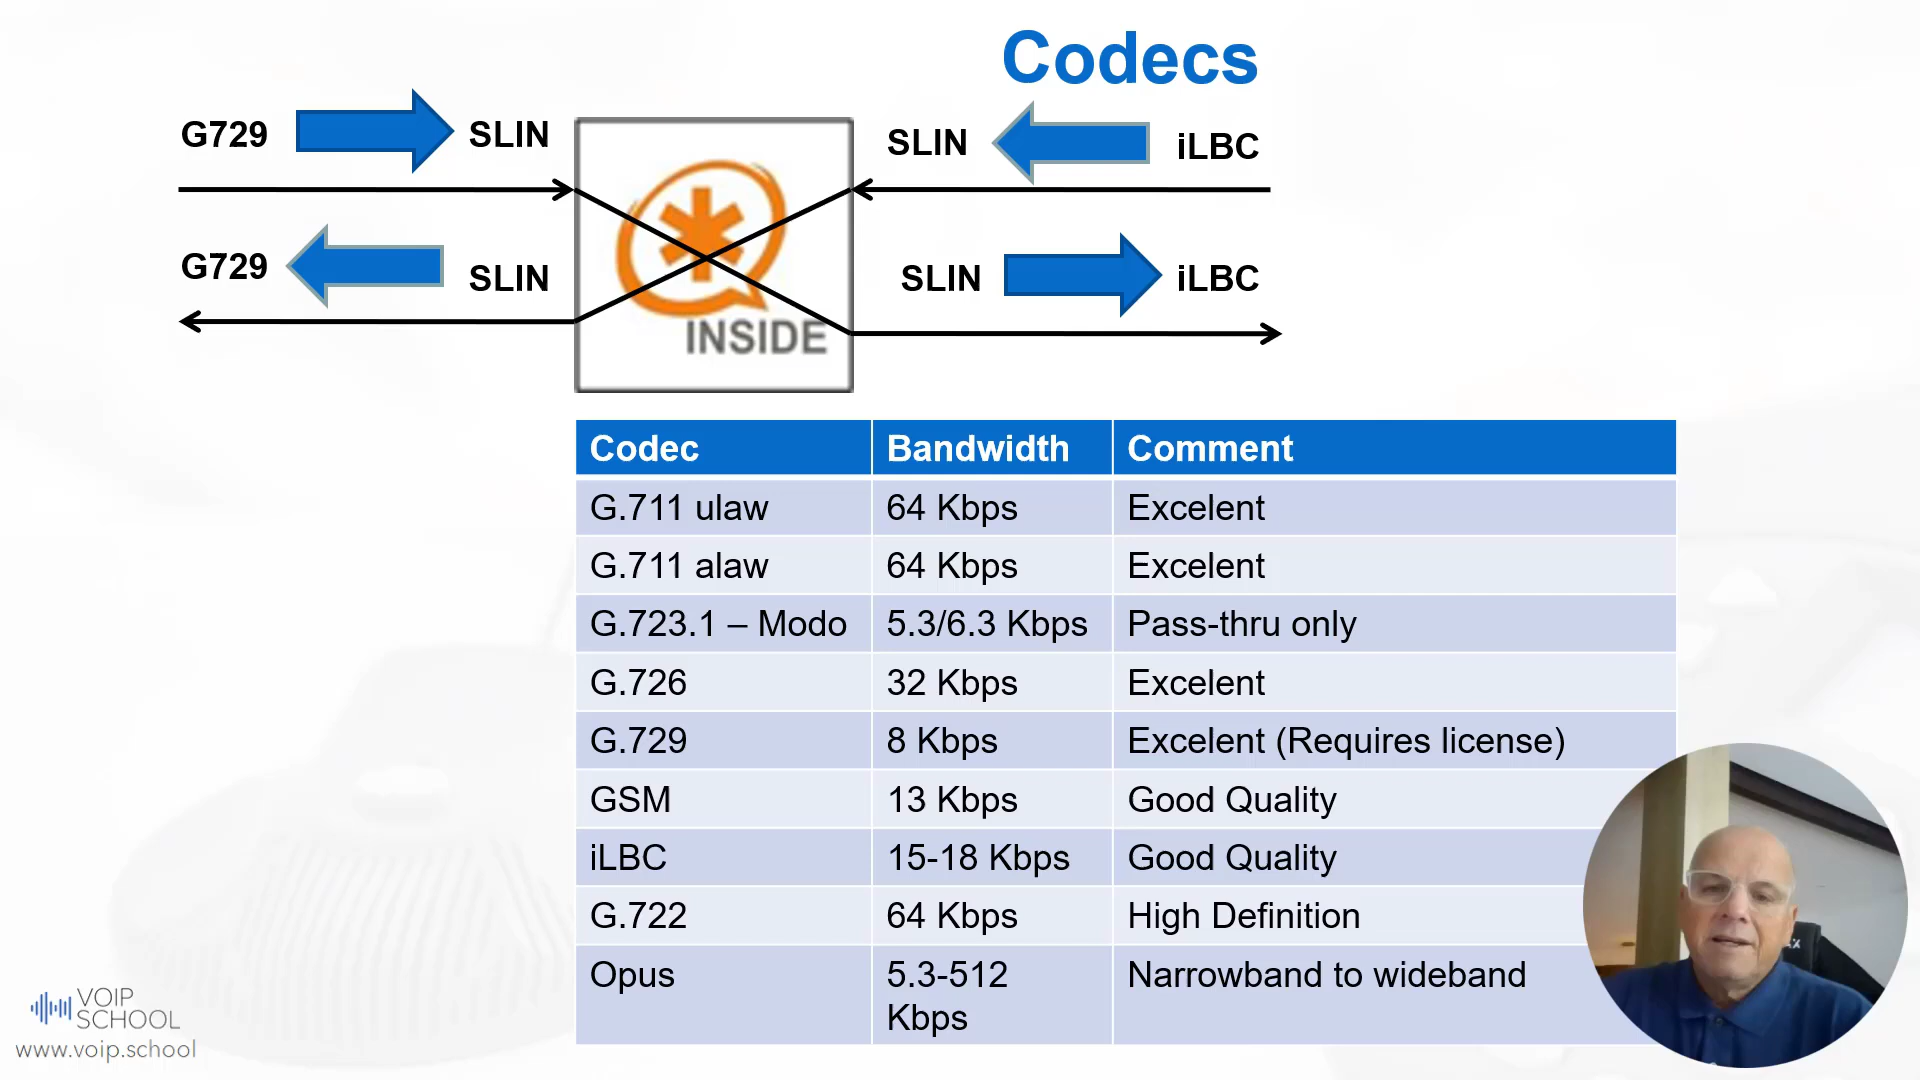 Codecs
G729
SLIN
SLIN
iLBC
G729
SLIN
SLIN
iLBC
INSIDE
Codec Bandwidth Comment
G.711 ulaw 64 Kbps Excelent
G.711 alaw 64 Kbps Excelent
G.723.1 – Modo 5.3/6.3 Kbps Pass-thru only
G.726 32 Kbps Excelent
G.729 8 Kbps Excelent (Requires license)
GSM 13 Kbps Good Quality
iLBC 15-18 Kbps Good Quality
G.722 64 Kbps High Definition
Opus 5.3-512 Narrowband to wideband
Kbps
VOIP
SCHOOL
www.voip.school